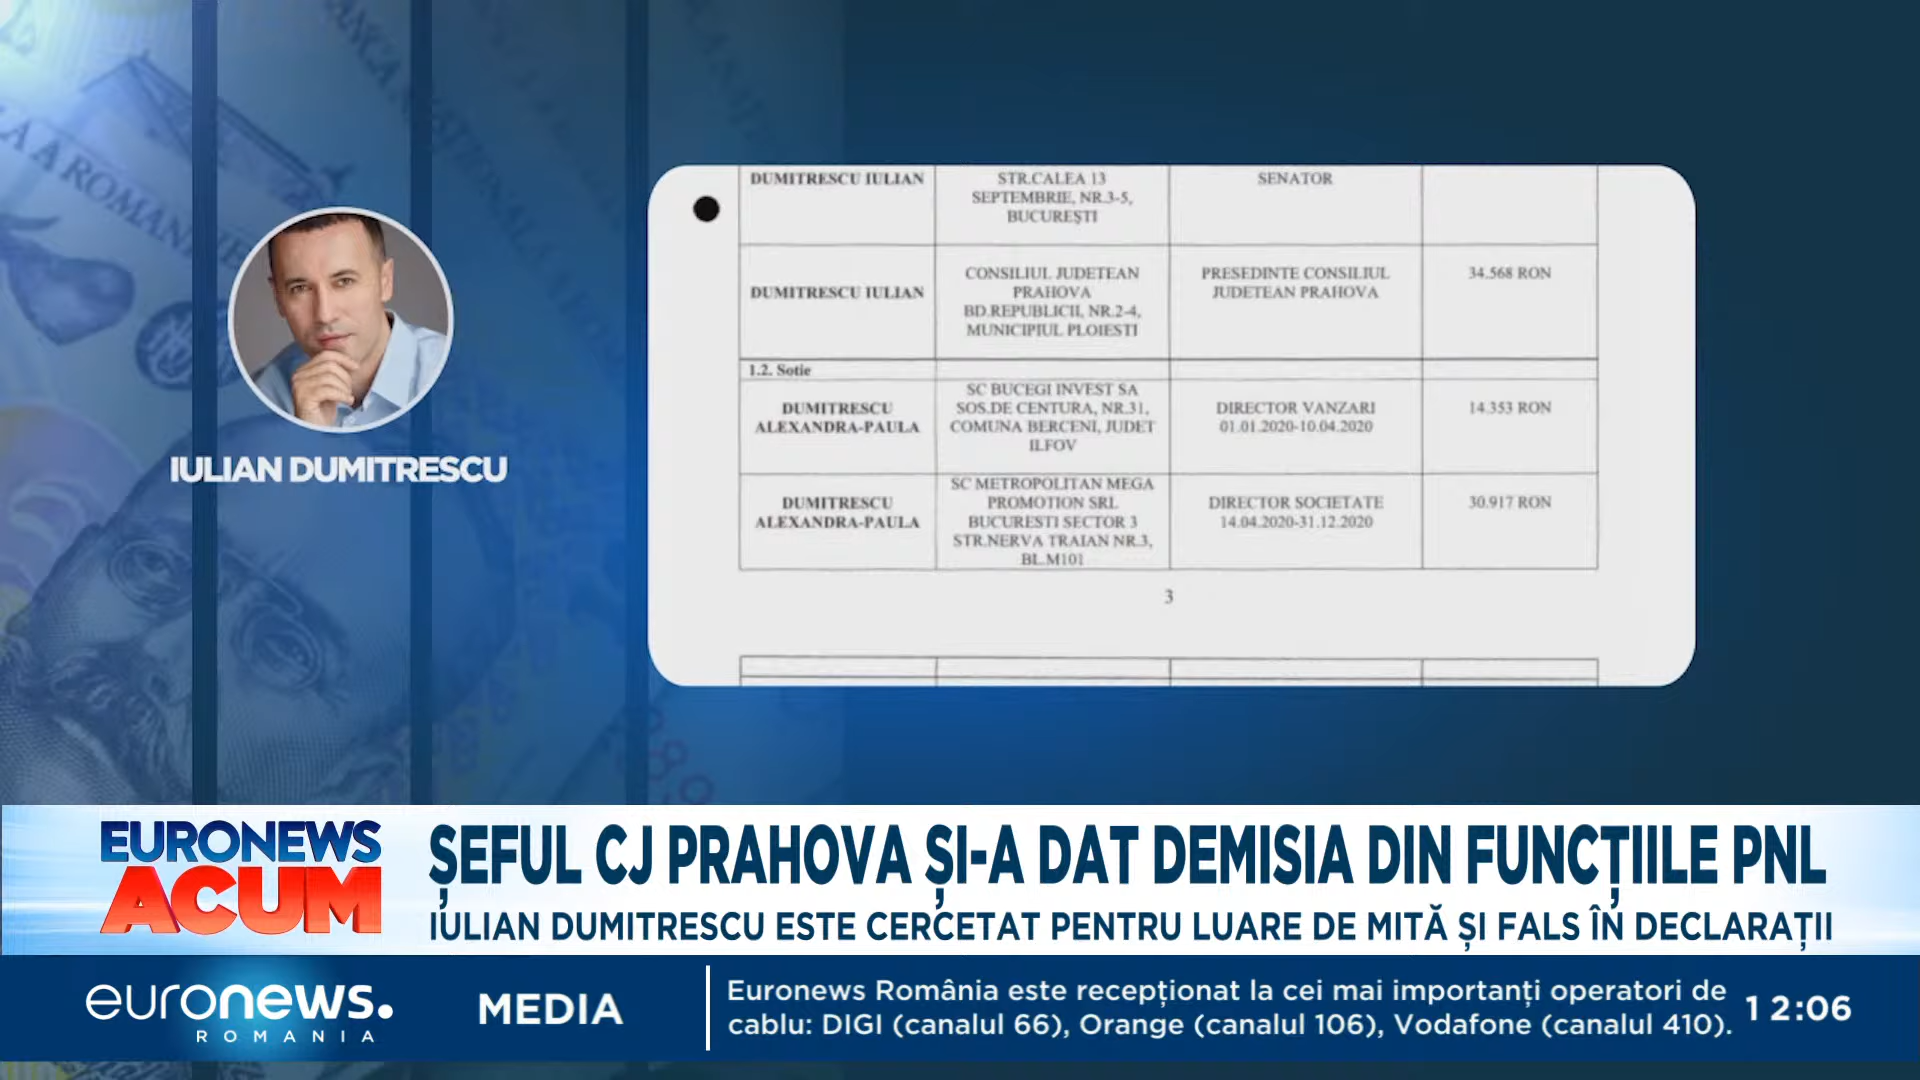 DUMITRESCU IULIAN
STR.CALEA 13
SEPTEMBRIE, NR.3-5,
BUCUREȘTI
SENATOR
DUMITRESCU IULIAN
CONSILIUL JUDETEAN
PRAHOVA
BD.REPUBLICII, NR.2-4,
MUNICIPIUL PLOIESTI
PRESEDINTE CONSILIUL
JUDETEAN PRAHOVA
34.568 RON
1.2. Sotie
DUMITRESCU
ALEXANDRA-PAULA
SC BUCEGI INVEST SA
SOS.DE CENTURA, NR.31,
COMUNA BERCENI, JUDET
ILFOV
DIRECTOR VANZARI
01.01.2020-10.04.2020
14.353 RON
DUMITRESCU
ALEXANDRA-PAULA
SC METROPOLITAN MEGA
PROMOTION SRL
BUCURESTI SECTOR 3
STR.NERVA TRAIAN NR.3,
BL.M101
DIRECTOR SOCIETATE
14.04.2020-31.12.2020
30.917 RON
3
IULIAN DUMITRESCU
EURONEWS
ACUM
ȘEFUL CJ PRAHOVA ȘI-A DAT DEMISIA DIN FUNCȚIILE PNL
IULIAN DUMITRESCU ESTE CERCETAT PENTRU LUARE DE MITĂ ȘI FALS ÎN DECLARAȚII
euronews.
ROMANIA
MEDIA
Euronews România este recepționat la cei mai importanți operatori de
cablu: DIGI (canalul 66), Orange (canalul 106), Vodafone (canalul 410).
12:06